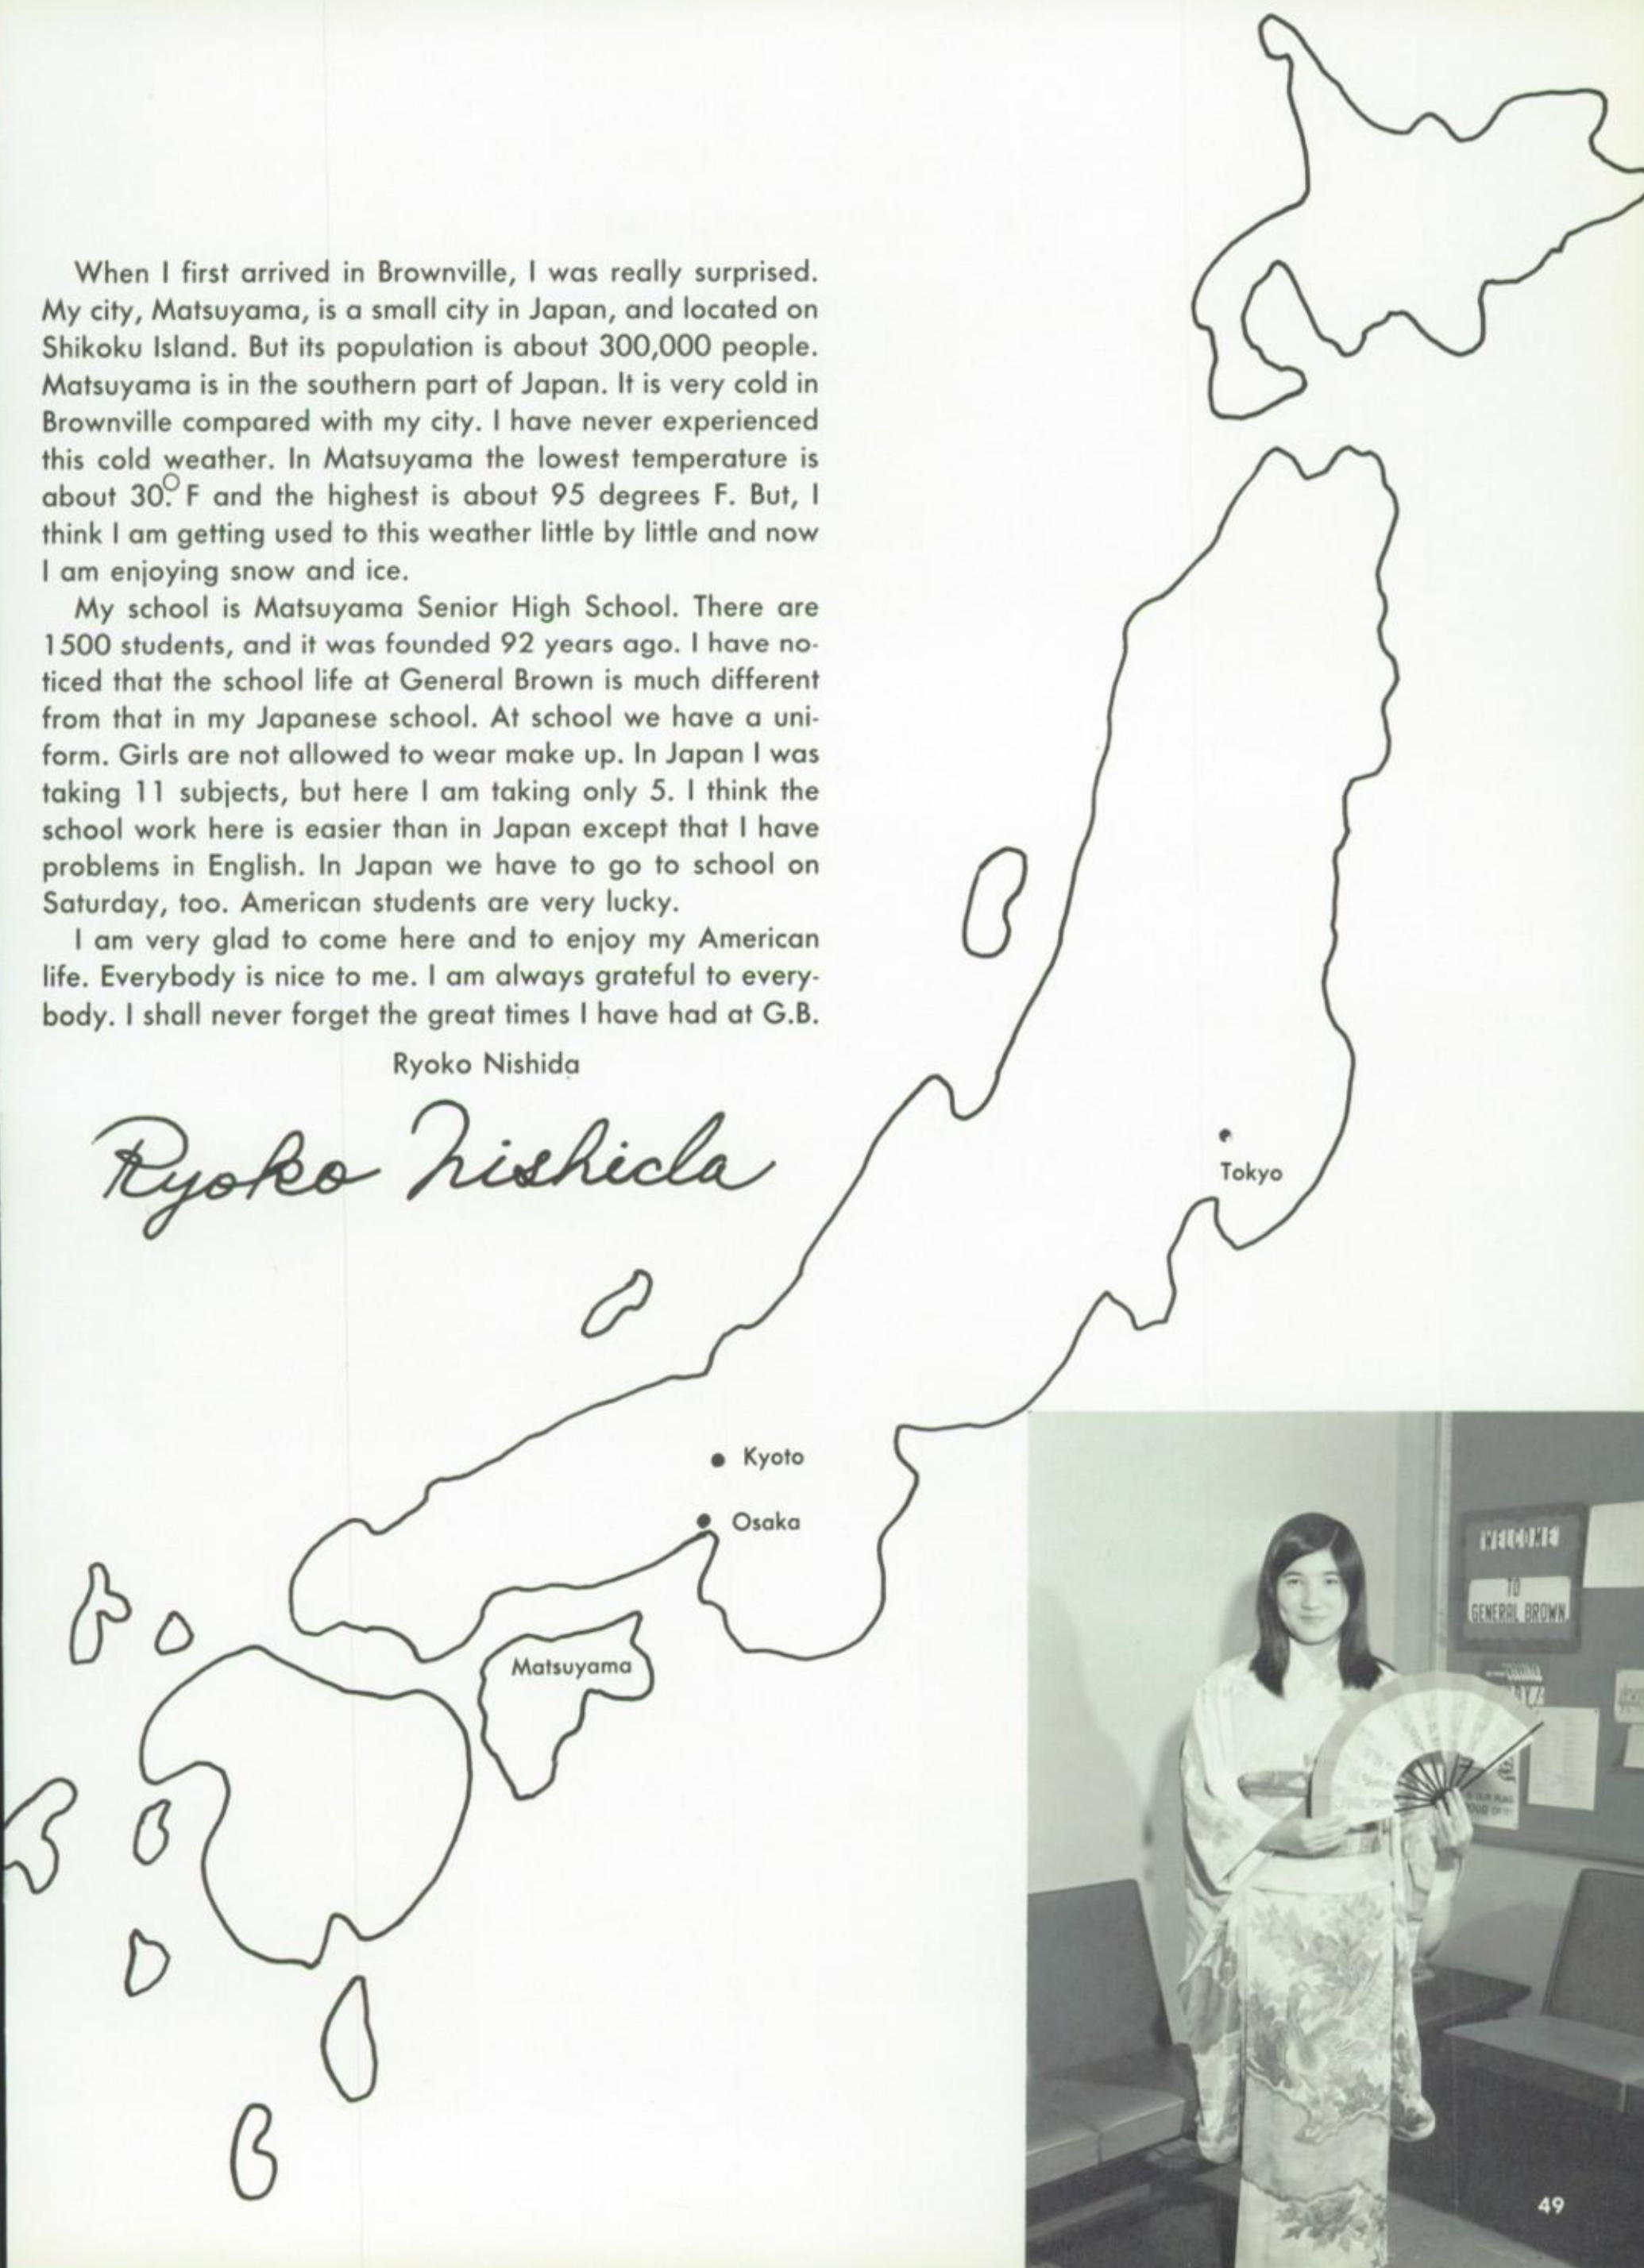 When I first arrived in Brownville, I was really surprised.
My city, Matsuyama, is a small city in Japan, and located on
Shikoku Island. But its population is about 300,000 people.
Matsuyama is in the southern part of Japan. It is very cold in
Brownville compared with my city. I have never experienced
this cold weather. In Matsuyama the lowest temperature is
about 30.° F and the highest is about 95 degrees F. But, I
think I am getting used to this weather little by little and now
I am enjoying snow and ice.
My school is Matsuyama Senior High School. There are
1500 students, and it was founded 92 years ago. I have no-
ticed that the school life at General Brown is much different
from that in my Japanese school. At school we have a uni-
form. Girls are not allowed to wear make up. In Japan I was
taking 11 subjects, but here I am taking only 5. I think the
school work here is easier than in Japan except that I have
problems in English. In Japan we have to go to school on
Saturday, too. American students are very lucky.
I am very glad to come here and to enjoy my American
life. Everybody is nice to me. I am always grateful to every-
body. I shall never forget the great times I have had at G.B.
Ryoko Nishida
Ryoko Nishida
Tokyo
Kyoto
Osaka
Matsuyama
WELCOME
TO
GENERAL BROWN
49